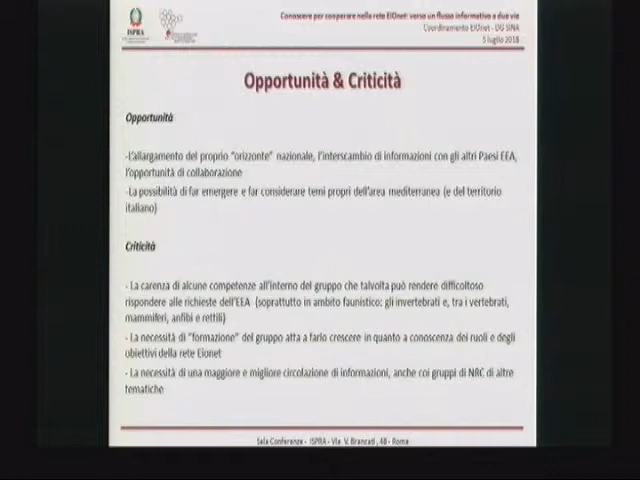 Conoscere per cooperare nella rete EIOnet: verso un flusso informativo a due vie
Coordinamento EIOnet - DG SINA
5 luglio 2018
ISPRA
Opportunità & Criticità
Opportunità
-l'allargamento del proprio "orizzonte" nazionale, l'interscambio di informazioni con gli altri Paesi EEA,
l'opportunità di collaborazione
-La possibilità di far emergere e far considerare temi propri dell'area mediterranea (e del territorio
italiano)
Criticità
- La carenza di alcune competenze all'interno del gruppo che talvolta può rendere difficoltoso
rispondere alle richieste dell'EEA (soprattutto in ambito faunistico: gli invertebrati e, tra i vertebrati,
mammiferi, anfibi e rettili)
- La necessità di "formazione" del gruppo atta a farlo crescere in quanto a conoscenza dei ruoli e degli
obiettivi della rete Eionet
- La necessità di una maggiore e migliore circolazione di informazioni, anche coi gruppi di NRC di altre
tematiche
Sala Conferenze - ISPRA - Via V. Brancati, 48 - Roma